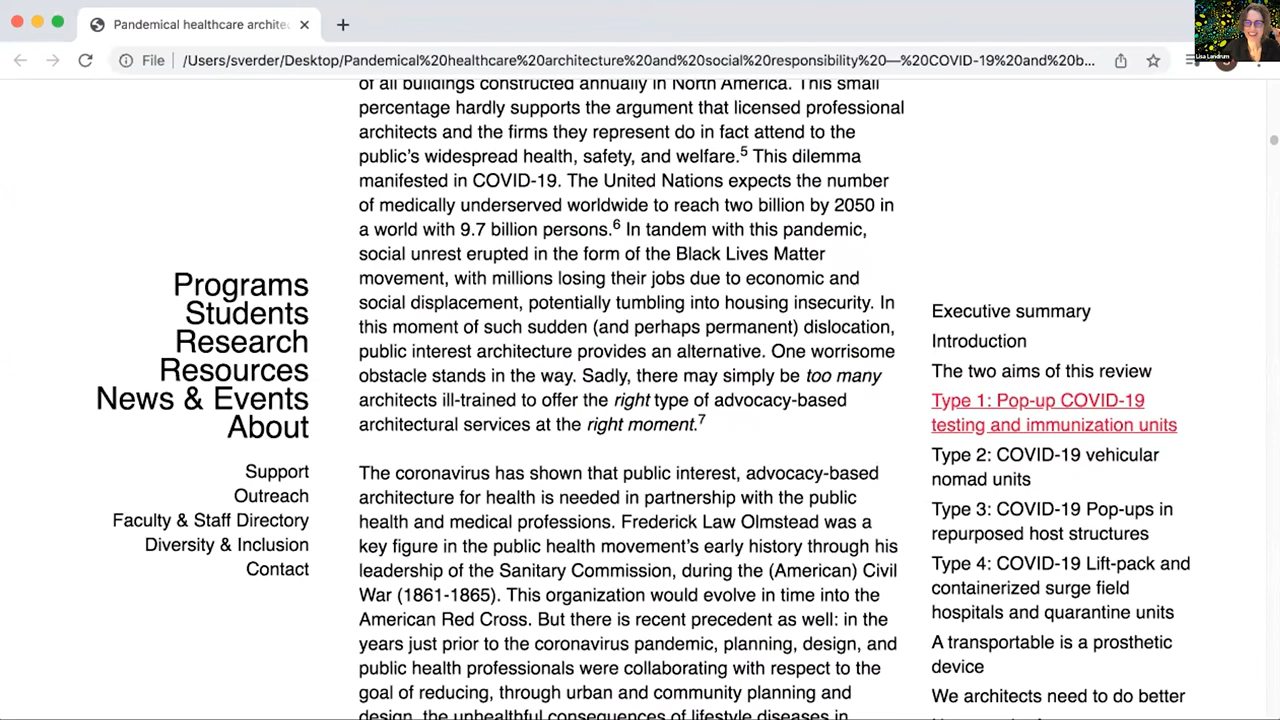 Pandemical healthcare archite
File
/Users/sverder/Desktop/Pandemical%20healthcare%20architecture%20and%20social%20responsibility%20—%20COVID-19%20and%20b...
Lisa Landrum
of all buildings constructed annually in North America. This small
percentage hardly supports the argument that licensed professional
architects and the firms they represent do in fact attend to the
public's widespread health, safety, and welfare.5 This dilemma
manifested in COVID-19. The United Nations expects the number
of medically underserved worldwide to reach two billion by 2050 in
a world with 9.7 billion persons.6 In tandem with this pandemic,
social unrest erupted in the form of the Black Lives Matter
movement, with millions losing their jobs due to economic and
social displacement, potentially tumbling into housing insecurity. In
this moment of such sudden (and perhaps permanent) dislocation,
public interest architecture provides an alternative. One worrisome
obstacle stands in the way. Sadly, there may simply be too many
architects ill-trained to offer the right type of advocacy-based
architectural services at the right moment.7
The coronavirus has shown that public interest, advocacy-based
architecture for health is needed in partnership with the public
health and medical professions. Frederick Law Olmstead was a
key figure in the public health movement's early history through his
leadership of the Sanitary Commission, during the (American) Civil
War (1861-1865). This organization would evolve in time into the
American Red Cross. But there is recent precedent as well: in the
years just prior to the coronavirus pandemic, planning, design, and
public health professionals were collaborating with respect to the
goal of reducing, through urban and community planning and
design, the unhealthful consequences of lifestyle diseases in
Programs
Students
Research
Resources
News & Events
About
Support
Outreach
Faculty & Staff Directory
Diversity & Inclusion
Contact
Executive summary
Introduction
The two aims of this review
Type 1: Pop-up COVID-19
testing and immunization units
Type 2: COVID-19 vehicular
nomad units
Type 3: COVID-19 Pop-ups in
repurposed host structures
Type 4: COVID-19 Lift-pack and
containerized surge field
hospitals and quarantine units
A transportable is a prosthetic
device
We architects need to do better